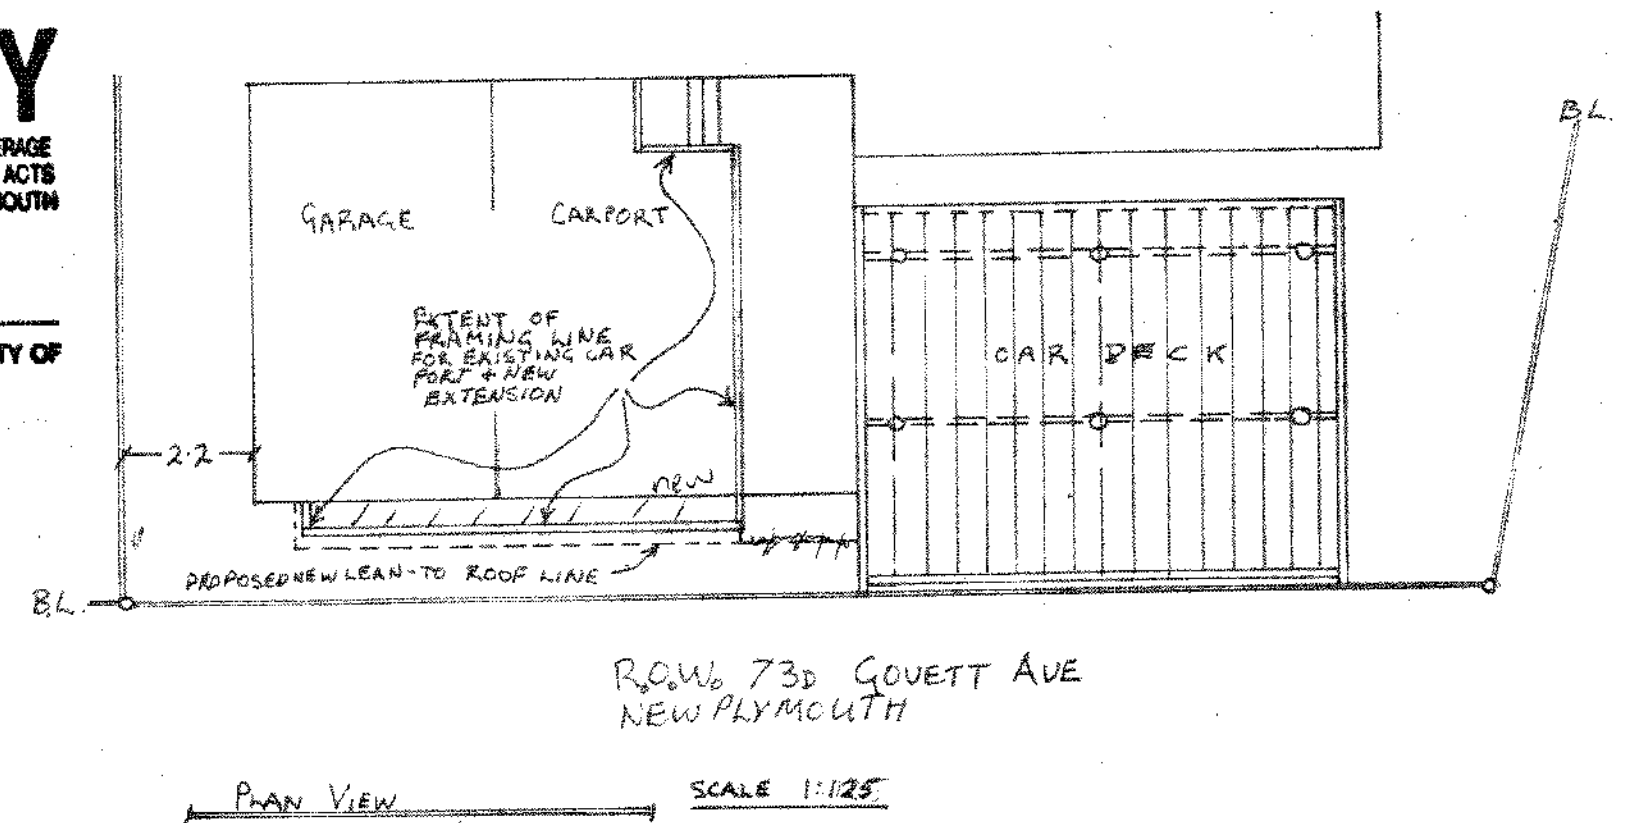 Y
ERAGE
ACTS
MOUTH
TY OF
B.L.
GARAGE
CARPORT
EXTENT OF
FRAMING LINE
FOR EXISTING CAR
PORT + NEW
EXTENSION
CAR DECK
2.2
new
PROPOSED NEW LEAN-TO ROOF LINE
B.L.
R.O.W. 73D GOVETT AVE
NEW PLYMOUTH
PLAN VIEW
SCALE 1:125